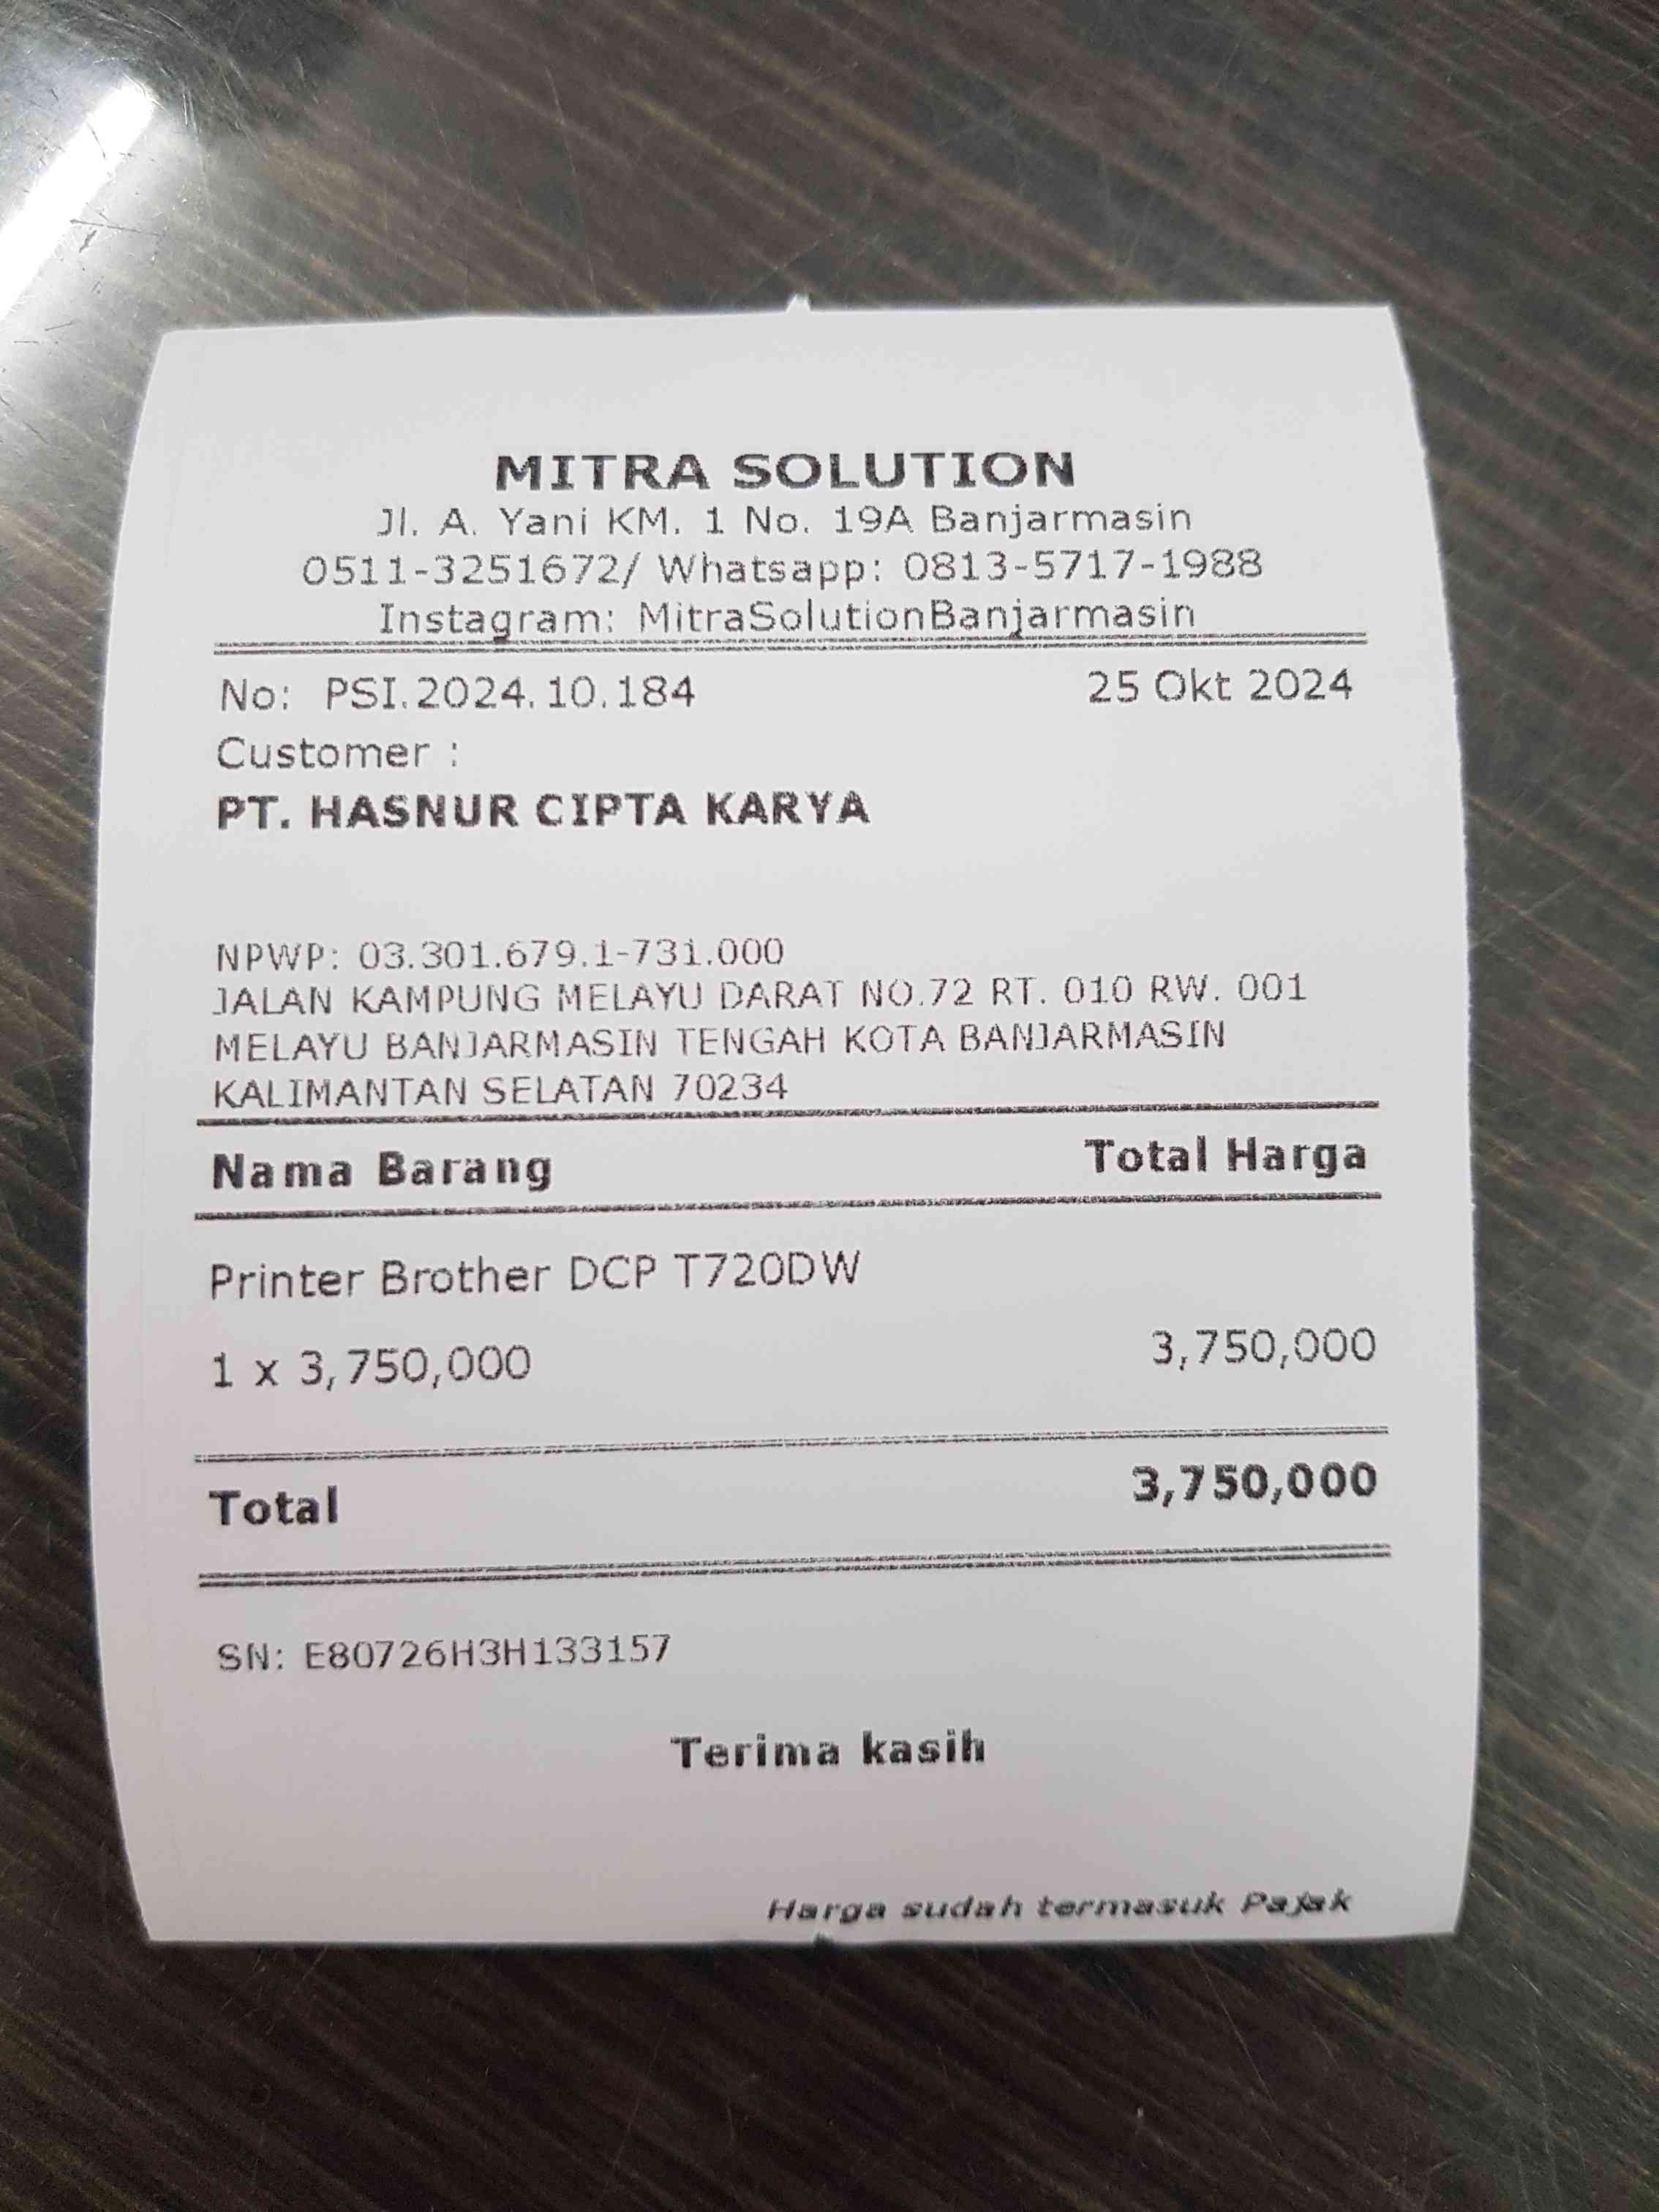 MITRA SOLUTION
Jl. A. Yani KM. 1 No. 19A Banjarmasin
0511-3251672/ Whatsapp: 0813-5717-1988
Instagram: MitraSolutionBanjarmasin
No: PSI.2024.10.184 25 Okt 2024
Customer :
PT. HASNUR CIPTA KARYA
NPWP: 03.301.679.1-731.000
JALAN KAMPUNG MELAYU DARAT NO.72 RT. 010 RW. 001
MELAYU BANJARMASIN TENGAH KOTA BANJARMASIN
KALIMANTAN SELATAN 70234
Nama Barang Total Harga
Printer Brother DCP T720DW
1 x 3,750,000 3,750,000
Total 3,750,000
SN: E80726H3H133157
Terima kasih
Harga sudah termasuk Pajak